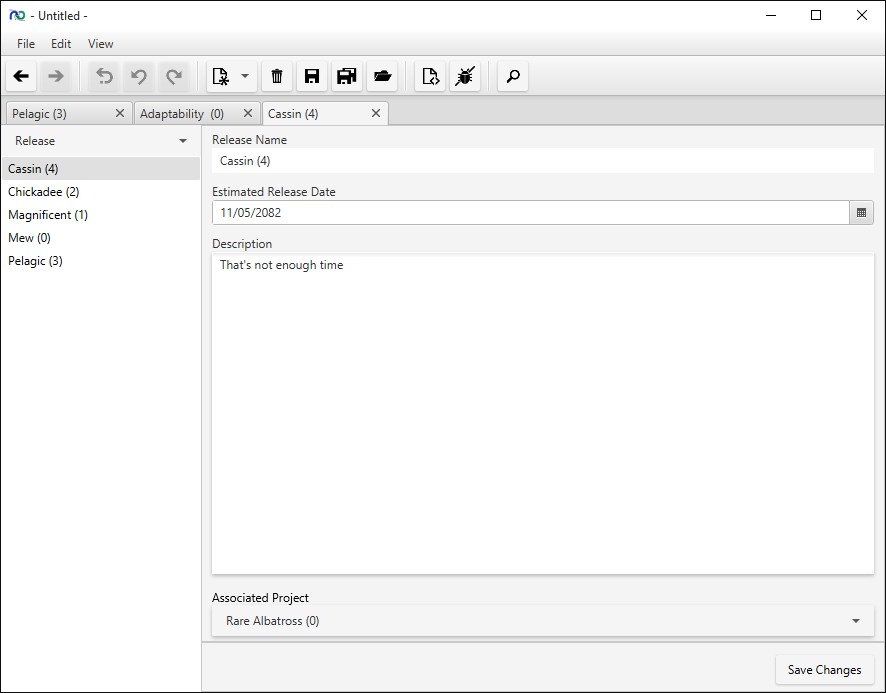 - Untitled -
File Edit View
Pelagic (3) Adaptability (0) Cassin (4)
Release
Cassin (4)
Chickadee (2)
Magnificent (1)
Mew (0)
Pelagic (3)
Release Name
Cassin (4)
Estimated Release Date
11/05/2082
Description
That's not enough time
Associated Project
Rare Albatross (0)
Save Changes